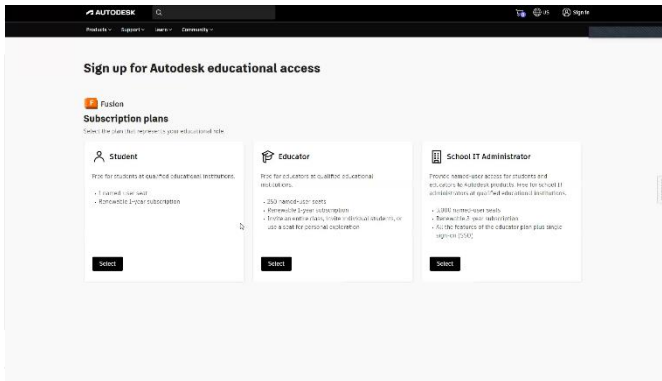 AUTODESK
US
Sign in
Products
Support
Learn
Community
Sign up for Autodesk educational access
Fusion
Subscription plans
Select the plan that represents your educational role.
Student
Free for students at qualified educational institutions.
1 named-user seat
Renewable 1-year subscription
Select
Educator
Free for educators at qualified educational
institutions.
250 named-user seats
Renewable 1-year subscription
Invite an entire class, invite individual students, or
use a seat for personal exploration
Select
School IT Administrator
Provide named-user access for students and
educators to Autodesk products. Free for school IT
administrators at qualified educational institutions.
named-user seats
Renewable 1-year subscription
All the features of the educator plan plus single
sign-on (SSO)
Select